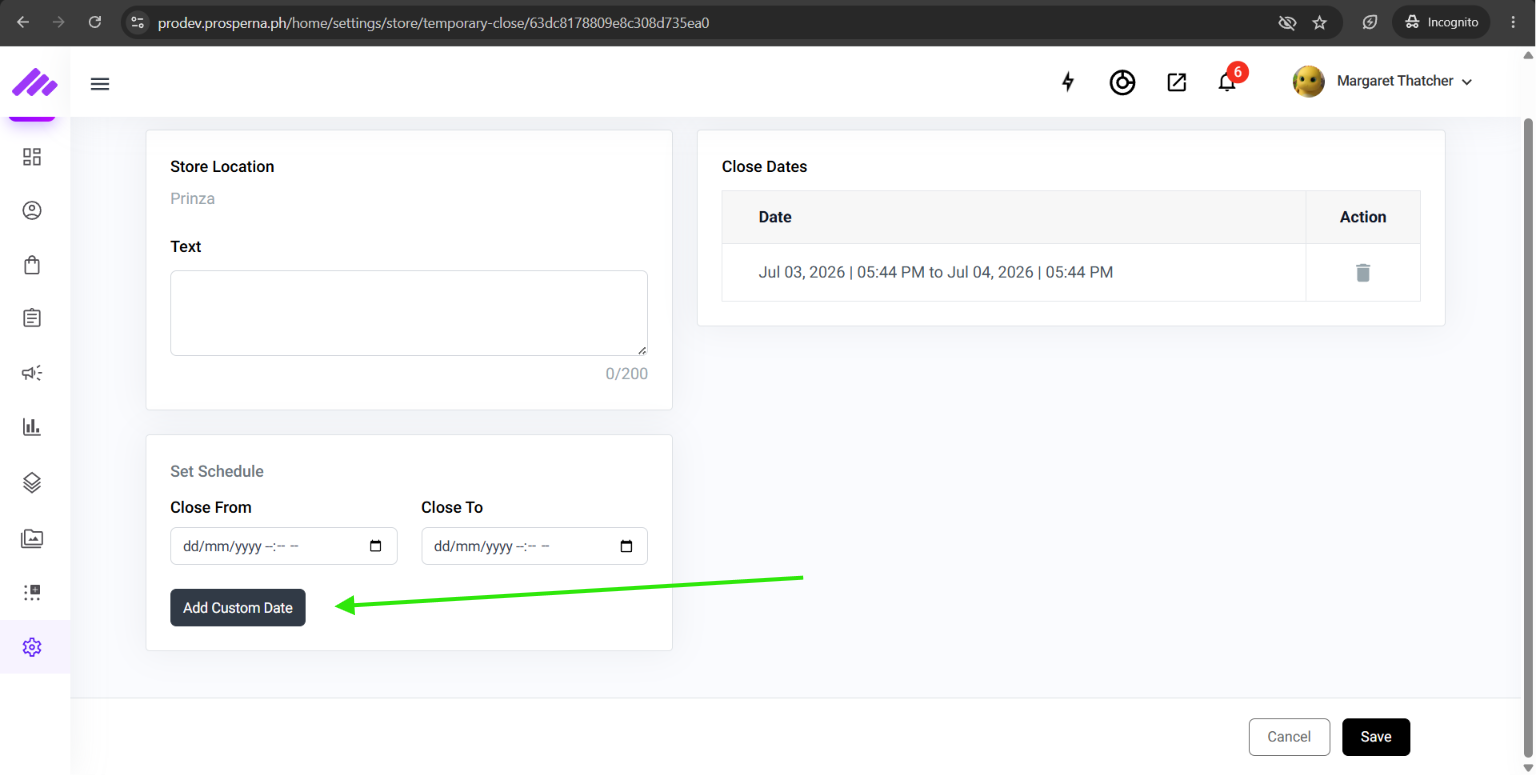 prodev.prosperna.ph/home/settings/store/temporary-close/63dc8178809e8c308d735ea0
Incognito
6
Margaret Thatcher
Store Location
Prinza
Text
0/200
Close Dates
Date Action
Jul 03, 2026 | 05:44 PM to Jul 04, 2026 | 05:44 PM
Set Schedule
Close From Close To
dd/mm/yyyy --:-- -- dd/mm/yyyy --:-- --
Add Custom Date
Cancel Save